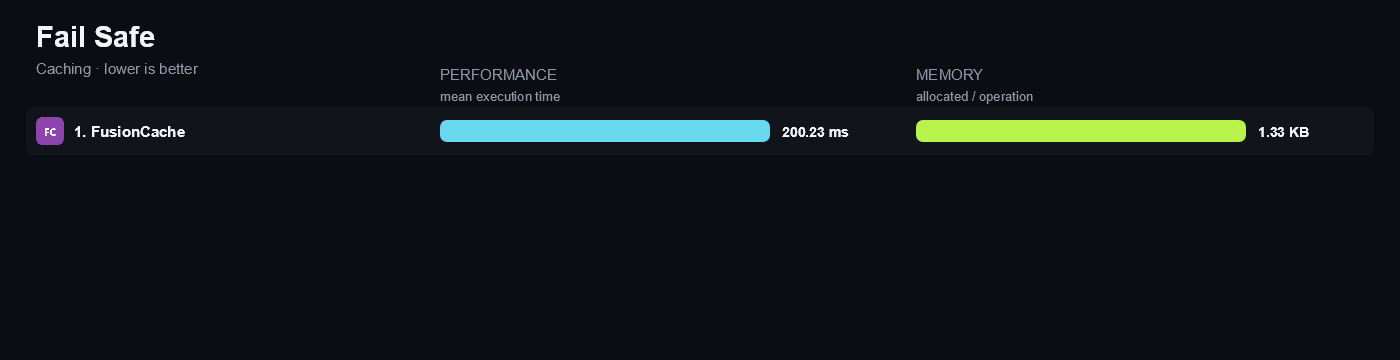 Fail Safe
Caching · lower is better
PERFORMANCE
mean execution time
MEMORY
allocated / operation
FC
1. FusionCache
200.23 ms
1.33 KB